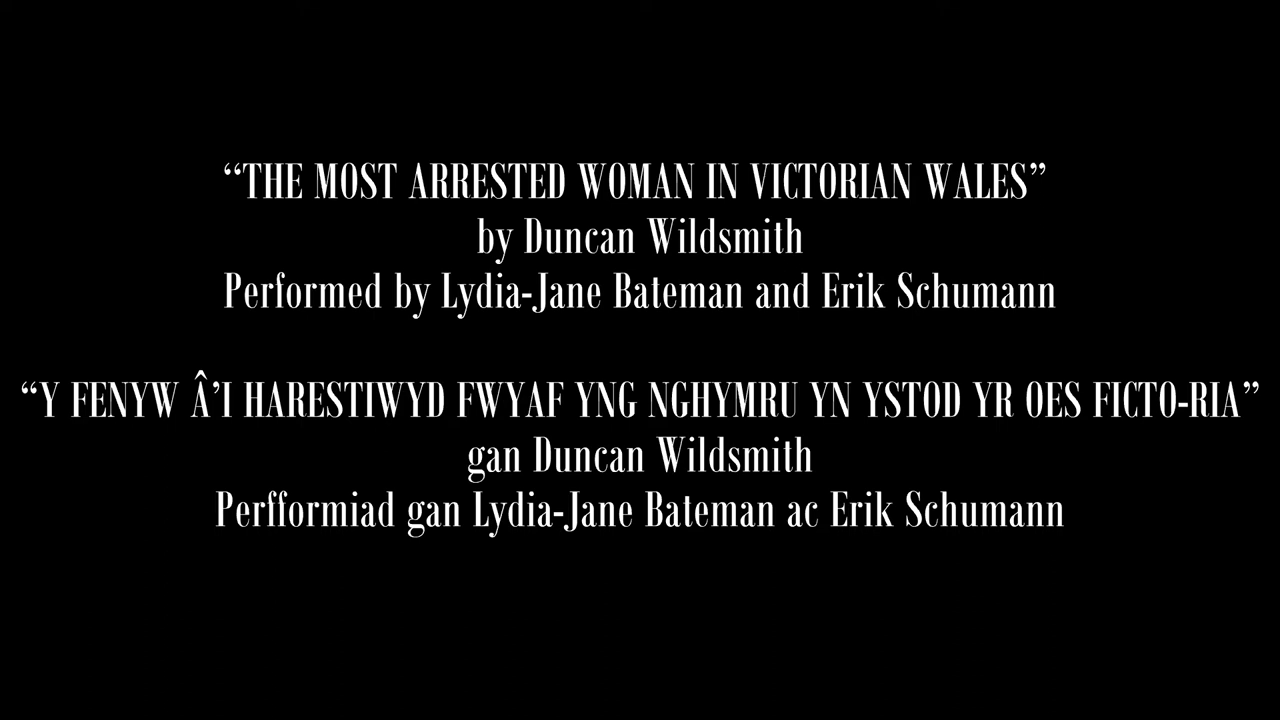 “THE MOST ARRESTED WOMAN IN VICTORIAN WALES”
by Duncan Wildsmith
Performed by Lydia-Jane Bateman and Erik Schumann
“Y FENYW Â’I HARESTIWYD FWYAF YNG NGHYMRU YN YSTOD YR OES FICTO-RIA”
gan Duncan Wildsmith
Perfformiad gan Lydia-Jane Bateman ac Erik Schumann